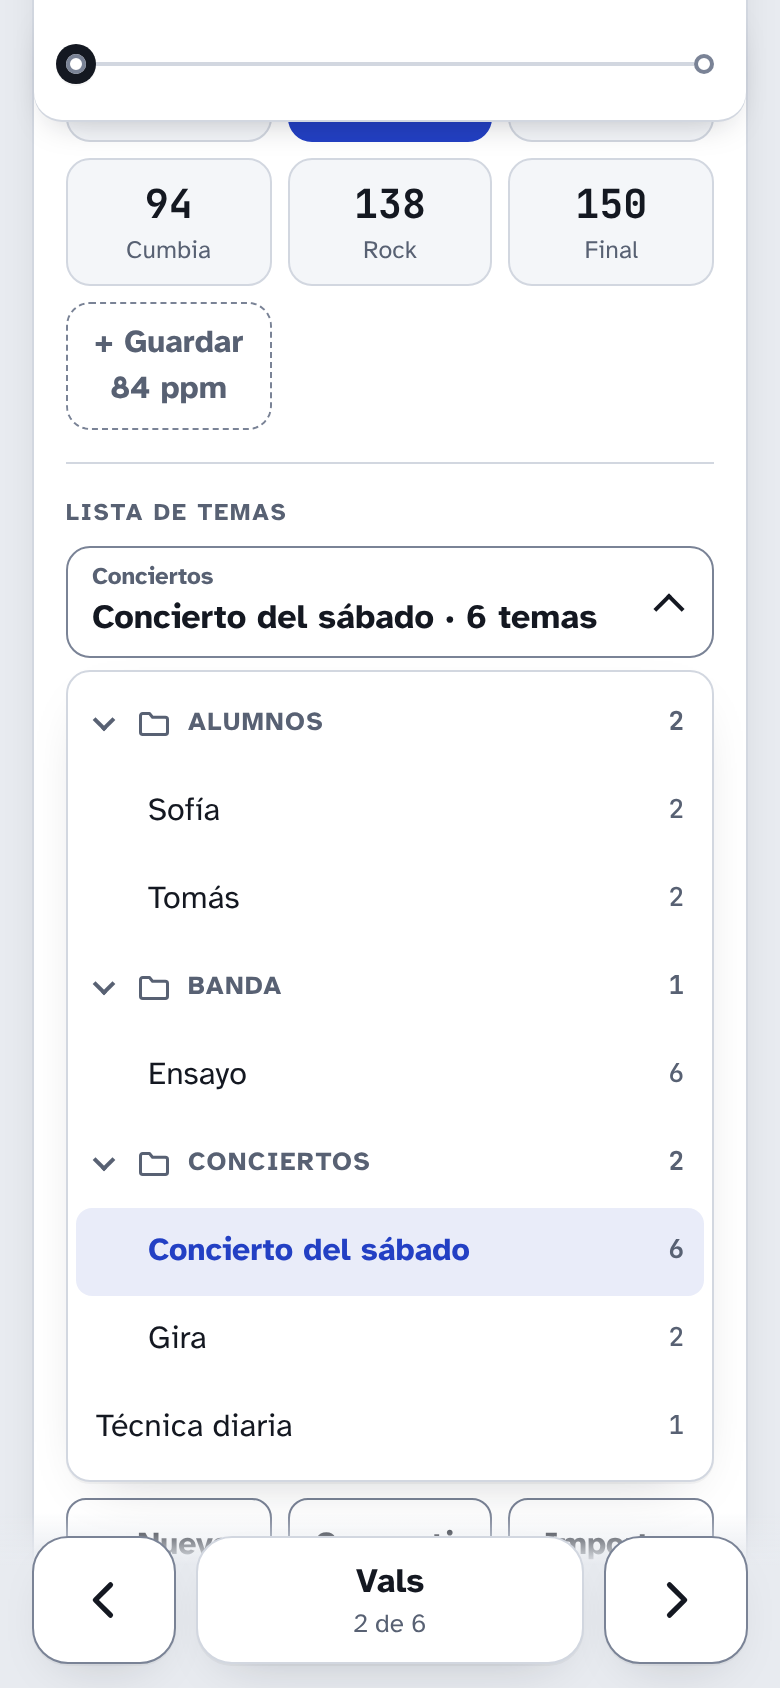 94
Cumbia
138
Rock
150
Final
+ Guardar
84 ppm
LISTA DE TEMAS
Conciertos
Concierto del sábado · 6 temas
ALUMNOS 2
Sofía 2
Tomás 2
BANDA 1
Ensayo 6
CONCIERTOS 2
Concierto del sábado 6
Gira 2
Técnica diaria 1
Vals
2 de 6